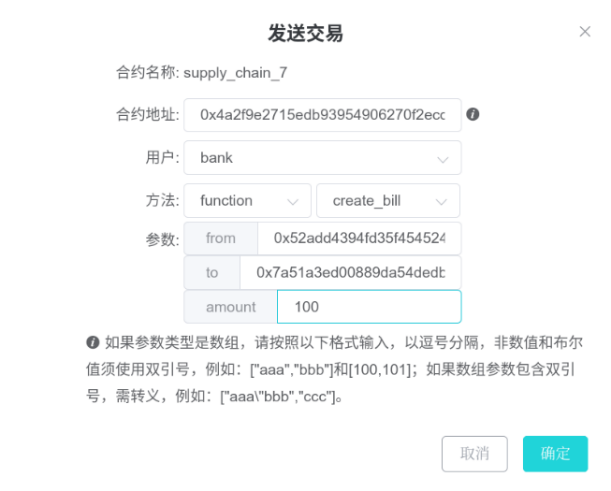 发送交易
合约名称: supply_chain_7
合约地址: 0x4a2f9e2715edb93954906270f2ecc
用户: bank
方法: function create_bill
参数: from 0x52add4394fd35f454524
to 0x7a51a3ed00889da54dedb
amount 100
如果参数类型是数组，请按照以下格式输入，以逗号分隔，非数值和布尔
值须使用双引号，例如：["aaa","bbb"]和[100,101]；如果数组参数包含双引
号，需转义，例如：["aaa\"bbb","ccc"]。
取消 确定